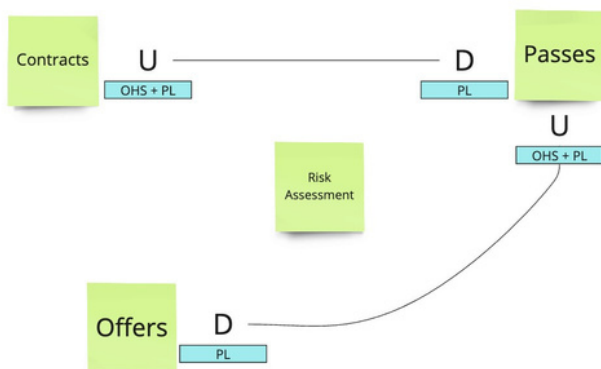 Contracts
U
OHS + PL
D
PL
Passes
U
OHS + PL
Risk
Assessment
Offers
D
PL